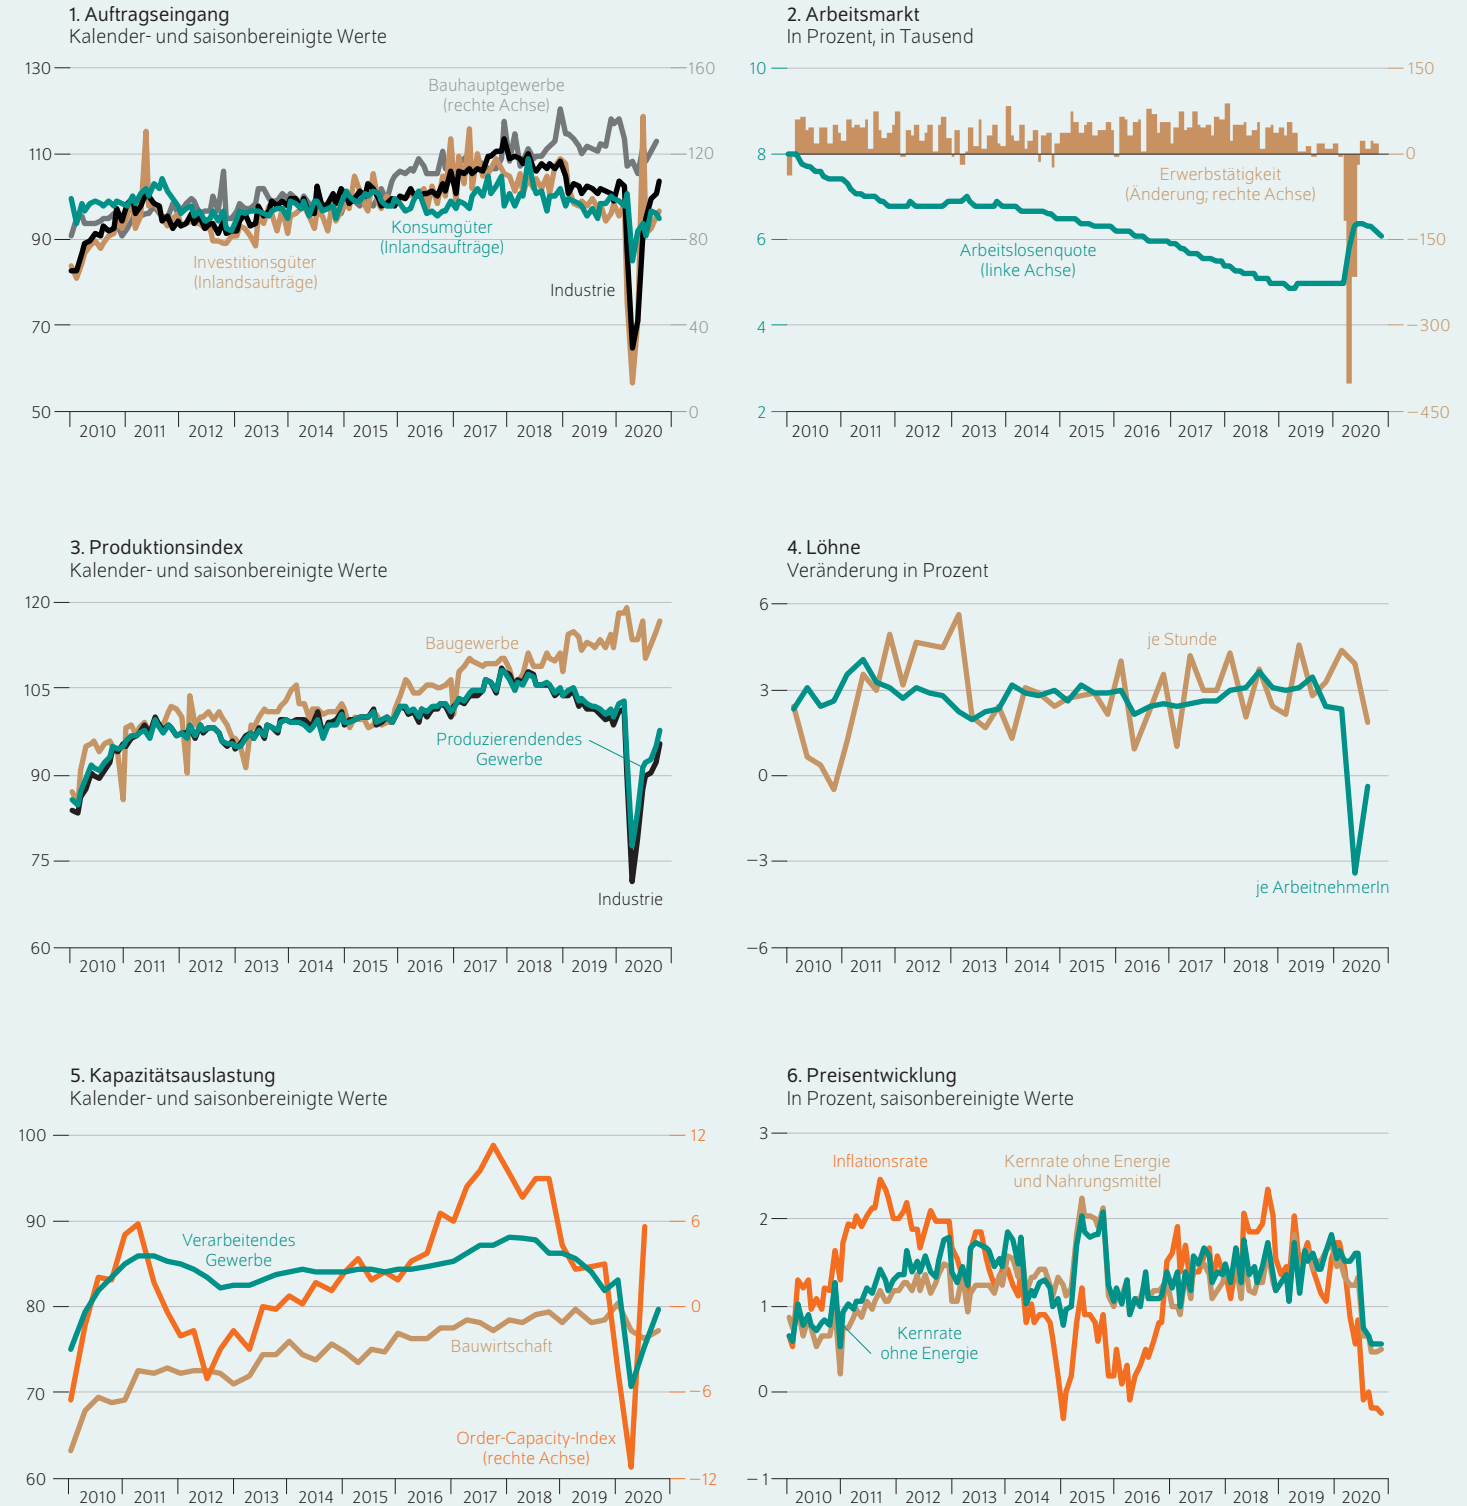 1. Auftragseingang
Kalender- und saisonbereinigte Werte
130
110
90
70
50
160
120
80
40
0
Bauhauptgewerbe
(rechte Achse)
Konsumgüter
(Inlandsaufträge)
Investitionsgüter
(Inlandsaufträge)
Industrie
2010 2011 2012 2013 2014 2015 2016 2017 2018 2019 2020
2. Arbeitsmarkt
In Prozent, in Tausend
10
8
6
4
2
150
0
−150
−300
−450
Erwerbstätigkeit
(Änderung; rechte Achse)
Arbeitslosenquote
(linke Achse)
2010 2011 2012 2013 2014 2015 2016 2017 2018 2019 2020
3. Produktionsindex
Kalender- und saisonbereinigte Werte
120
105
90
75
60
Baugewerbe
Produzierendendes
Gewerbe
Industrie
2010 2011 2012 2013 2014 2015 2016 2017 2018 2019 2020
4. Löhne
Veränderung in Prozent
6
3
0
−3
−6
je Stunde
je ArbeitnehmerIn
2010 2011 2012 2013 2014 2015 2016 2017 2018 2019 2020
5. Kapazitätsauslastung
Kalender- und saisonbereinigte Werte
100
90
80
70
60
12
6
0
−6
−12
Verarbeitendes
Gewerbe
Bauwirtschaft
Order-Capacity-Index
(rechte Achse)
2010 2011 2012 2013 2014 2015 2016 2017 2018 2019 2020
6. Preisentwicklung
In Prozent, saisonbereinigte Werte
3
2
1
0
−1
Inflationsrate
Kernrate ohne Energie
und Nahrungsmittel
Kernrate
ohne Energie
2010 2011 2012 2013 2014 2015 2016 2017 2018 2019 2020